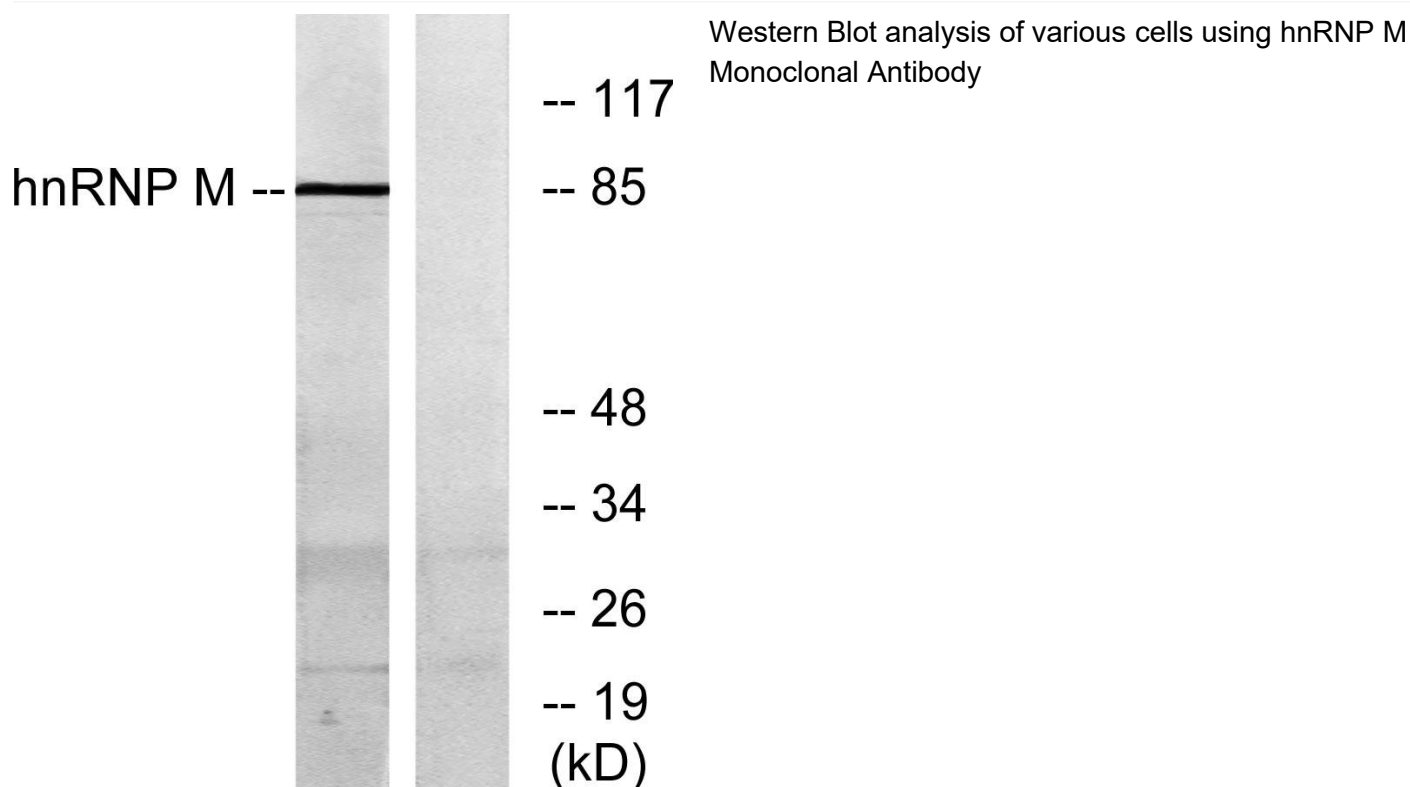 Western Blot analysis of various cells using hnRNP M
Monoclonal Antibody
-- 117
hnRNP M --
-- 85
-- 48
-- 34
-- 26
-- 19
(kD)